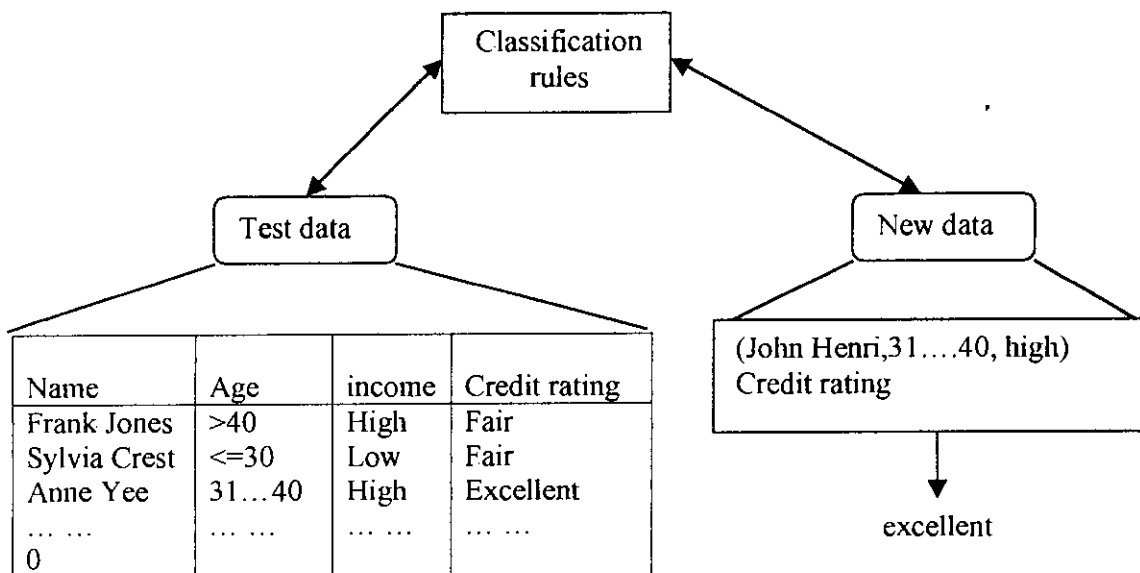 Classification
rules
Test data
New data
Name Age income Credit rating
Frank Jones >40 High Fair
Sylvia Crest <=30 Low Fair
Anne Yee 31...40 High Excellent
... ... ... ... ... ... ... ...
0
(John Henri,31....40, high)
Credit rating
excellent